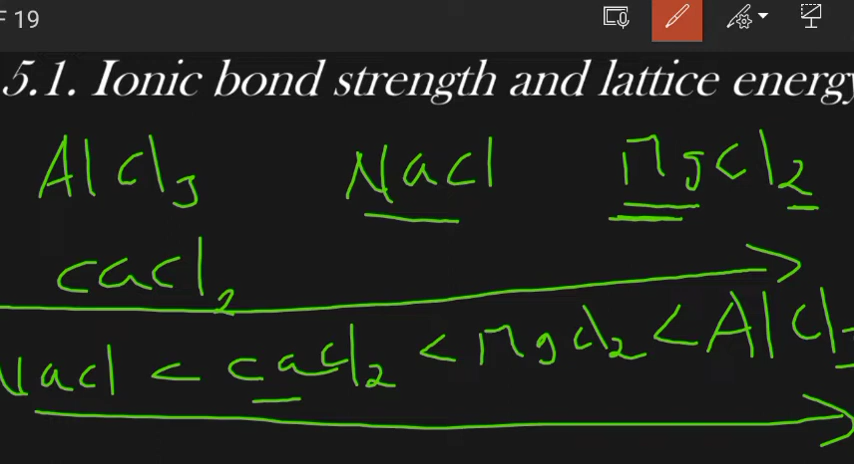 F 19
5.1. Ionic bond strength and lattice energy
AlCl3 NaCl MgCl2
CaCl2
NaCl < CaCl2 < MgCl2 < AlCl3